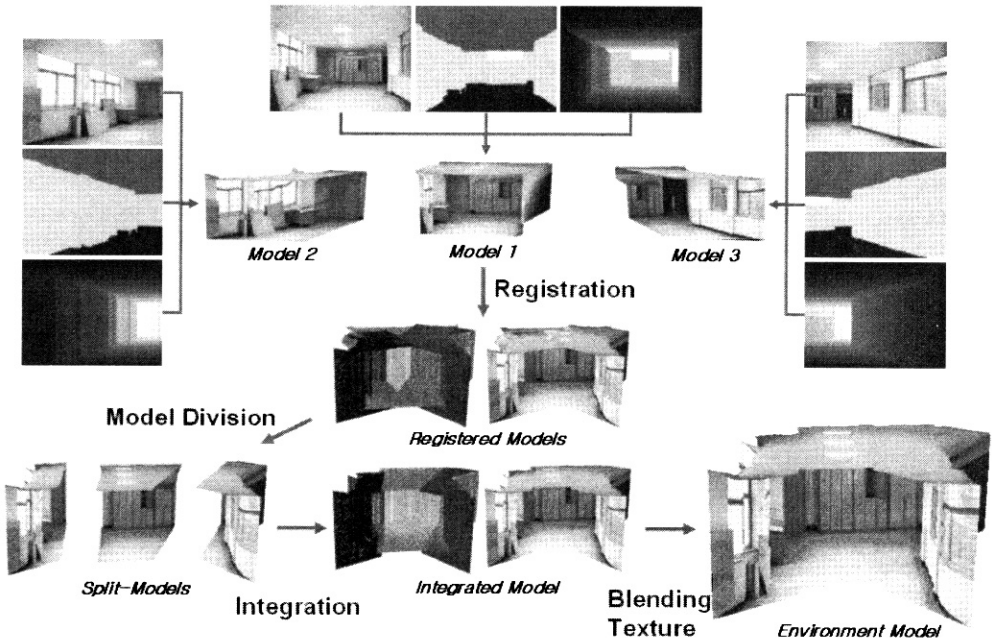 Model 2
Model 1
Model 3
Registration
Model Division
Registered Models
Split-Models
Integration
Integrated Model
Blending
Texture
Environment Model